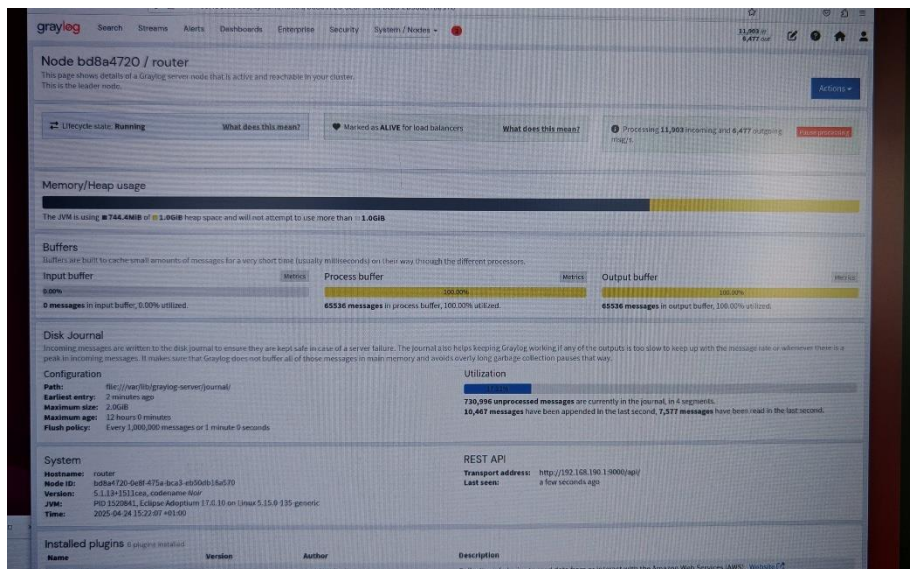 graylog Search Streams Alerts Dashboards Enterprise Security System / Nodes
11,903 in
6,477 out
Node bd8a4720 / router
This page shows details of a Graylog server node that is active and reachable in your cluster.
This is the leader node.
Actions
Lifecycle state: Running What does this mean?
Marked as ALIVE for load balancers What does this mean?
Processing 11,903 incoming and 6,477 outgoing
msg/s.
Pause processing
Memory/Heap usage
The JVM is using 744.4MiB of 1.0GiB heap space and will not attempt to use more than 1.0GiB
Buffers
Buffers are built to cache small amounts of messages for a very short time (usually milliseconds) on their way through the different processors.
Input buffer Metrics
0.00%
0 messages in input buffer, 0.00% utilized.
Process buffer Metrics
100.00%
65536 messages in process buffer, 100.00% utilized.
Output buffer Metrics
100.00%
65536 messages in output buffer, 100.00% utilized.
Disk Journal
Incoming messages are written to the disk journal to ensure they are kept safe in case of a server failure. The journal also helps keeping Graylog working if any of the outputs is too slow to keep up with the message rate or whenever there is a
peak in incoming messages. It makes sure that Graylog does not buffer all of those messages in main memory and avoids overly long garbage collection pauses that way.
Configuration
Path: file:///var/lib/graylog-server/journal/
Earliest entry: 2 minutes ago
Maximum size: 2.0GiB
Maximum age: 12 hours 0 minutes
Flush policy: Every 1,000,000 messages or 1 minute 0 seconds
Utilization
730,996 unprocessed messages are currently in the journal, in 4 segments.
10,467 messages have been appended in the last second, 7,577 messages have been read in the last second.
System
Hostname: router
Node ID:
Version: 5.1.13+1513cea, codename Noir
JVM: PID 1520841, Eclipse Adoptium 17.0.10 on Linux 5.15.0-135-generic
Time: 2025-04-24 15:22:07 +01:00
REST API
Transport address: http://192.168.190.1:9000/api/
Last seen: a few seconds ago
Installed plugins 6 plugins installed
Name Version Author Description
Website